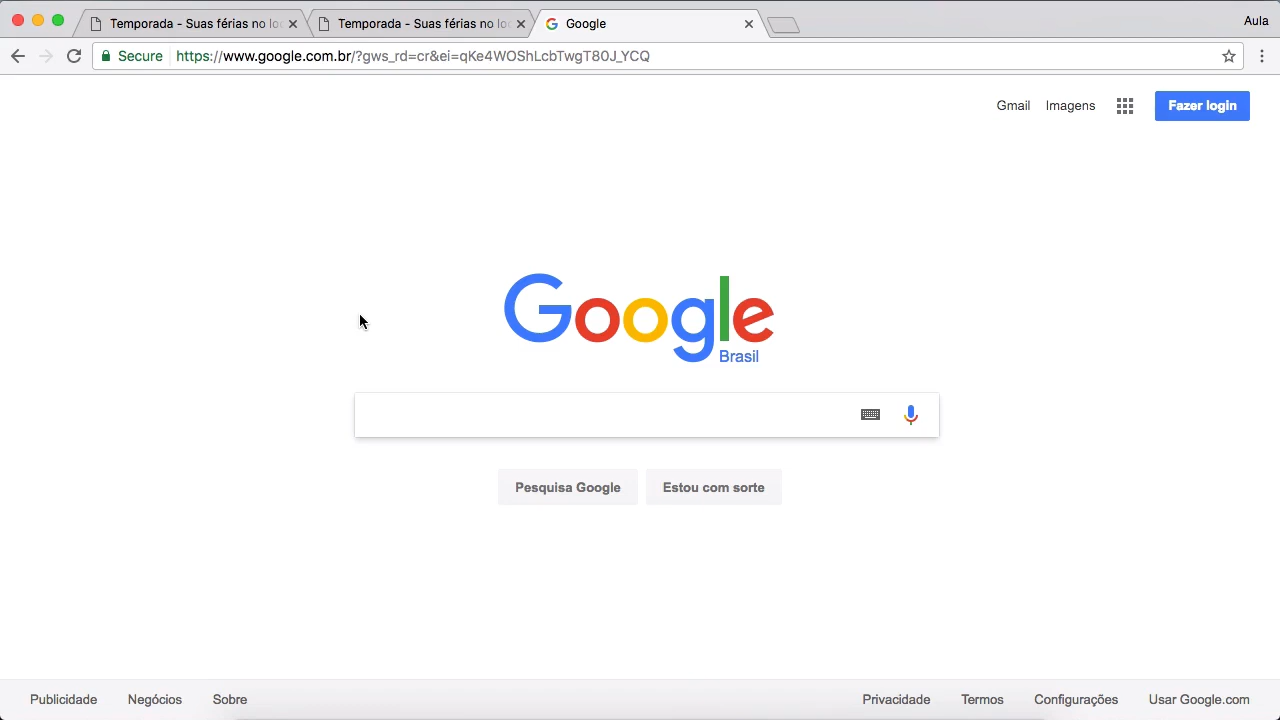 Temporada - Suas férias no lo
Temporada - Suas férias no lo
Google
Aula
Secure
https://www.google.com.br/?gws_rd=cr&ei=qKe4WOShLcbTwgT80J_YCQ
Gmail
Imagens
Fazer login
Google
Brasil
Pesquisa Google
Estou com sorte
Publicidade
Negócios
Sobre
Privacidade
Termos
Configurações
Usar Google.com